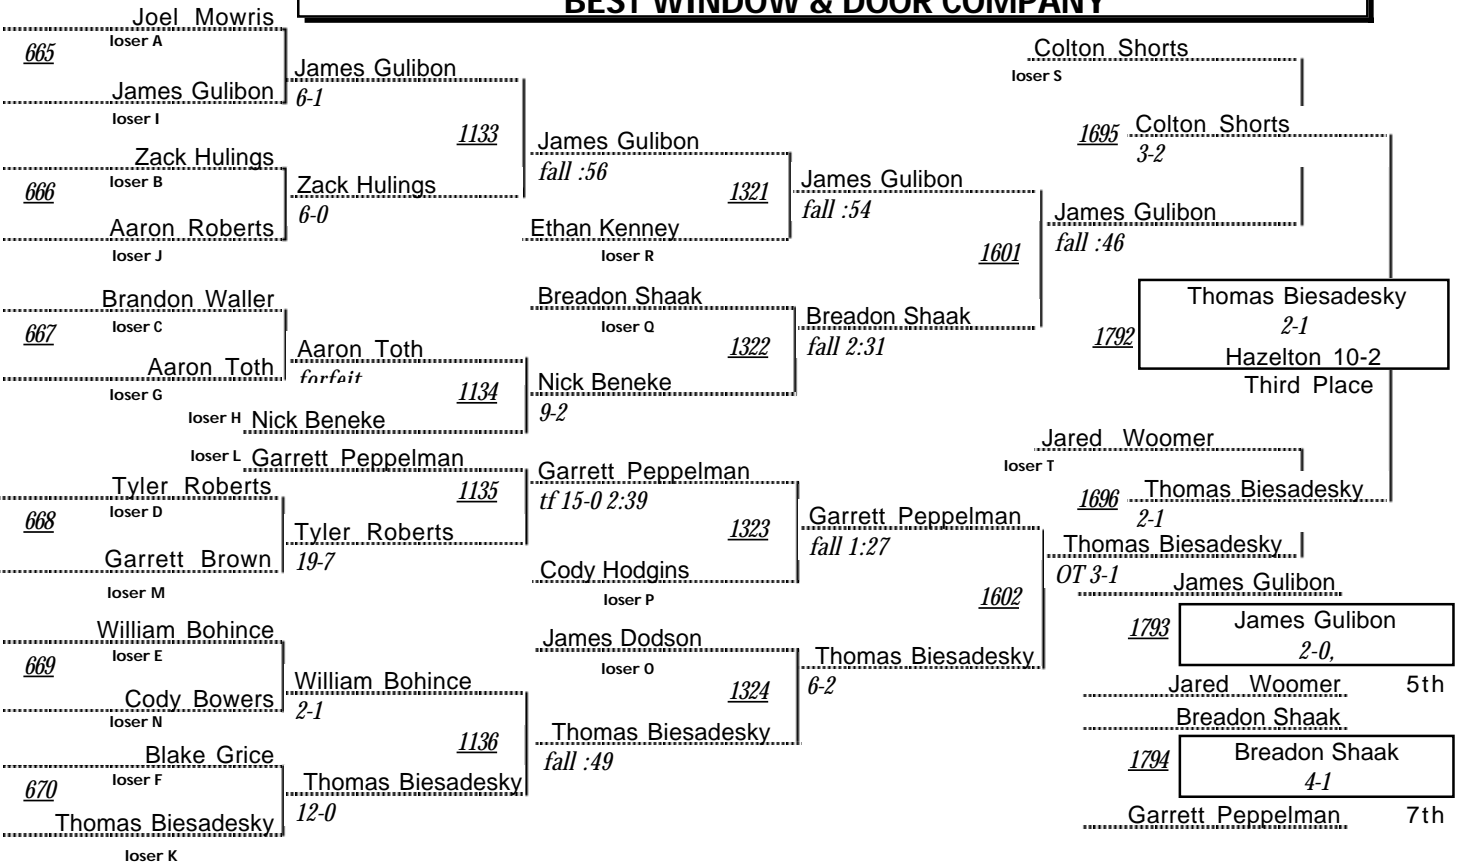 BEST WINDOW & DOOR COMPANY
Joel Mowris
loser A
665
James Gulibon
loser I
James Gulibon
6-1
Zack Hulings
loser B
666
Aaron Roberts
loser J
Zack Hulings
6-0
1133
James Gulibon
fall :56
Ethan Kenney
loser R
1321
James Gulibon
fall :54
Brandon Waller
loser C
667
Aaron Toth
loser G
Aaron Toth
forfeit
loser H Nick Beneke
1134
Breadon Shaak
loser Q
Nick Beneke
9-2
1322
Breadon Shaak
fall 2:31
1601
James Gulibon
fall :46
Colton Shorts
loser S
1695
Colton Shorts
3-2
loser L Garrett Peppelman
Tyler Roberts
loser D
668
Garrett Brown
loser M
Tyler Roberts
19-7
1135
Garrett Peppelman
tf 15-0 2:39
Cody Hodgins
loser P
1323
Garrett Peppelman
fall 1:27
William Bohince
loser E
669
Cody Bowers
loser N
William Bohince
2-1
Blake Grice
loser F
670
Thomas Biesadesky
loser K
Thomas Biesadesky
12-0
1136
James Dodson
loser O
Thomas Biesadesky
fall :49
1324
Thomas Biesadesky
6-2
1602
Thomas Biesadesky
OT 3-1
Jared Woomer
loser T
1696
Thomas Biesadesky
2-1
1792
Thomas Biesadesky
2-1
Hazelton 10-2
Third Place
James Gulibon
1793
James Gulibon
2-0,
Jared Woomer 5th
Breadon Shaak
1794
Breadon Shaak
4-1
Garrett Peppelman 7th